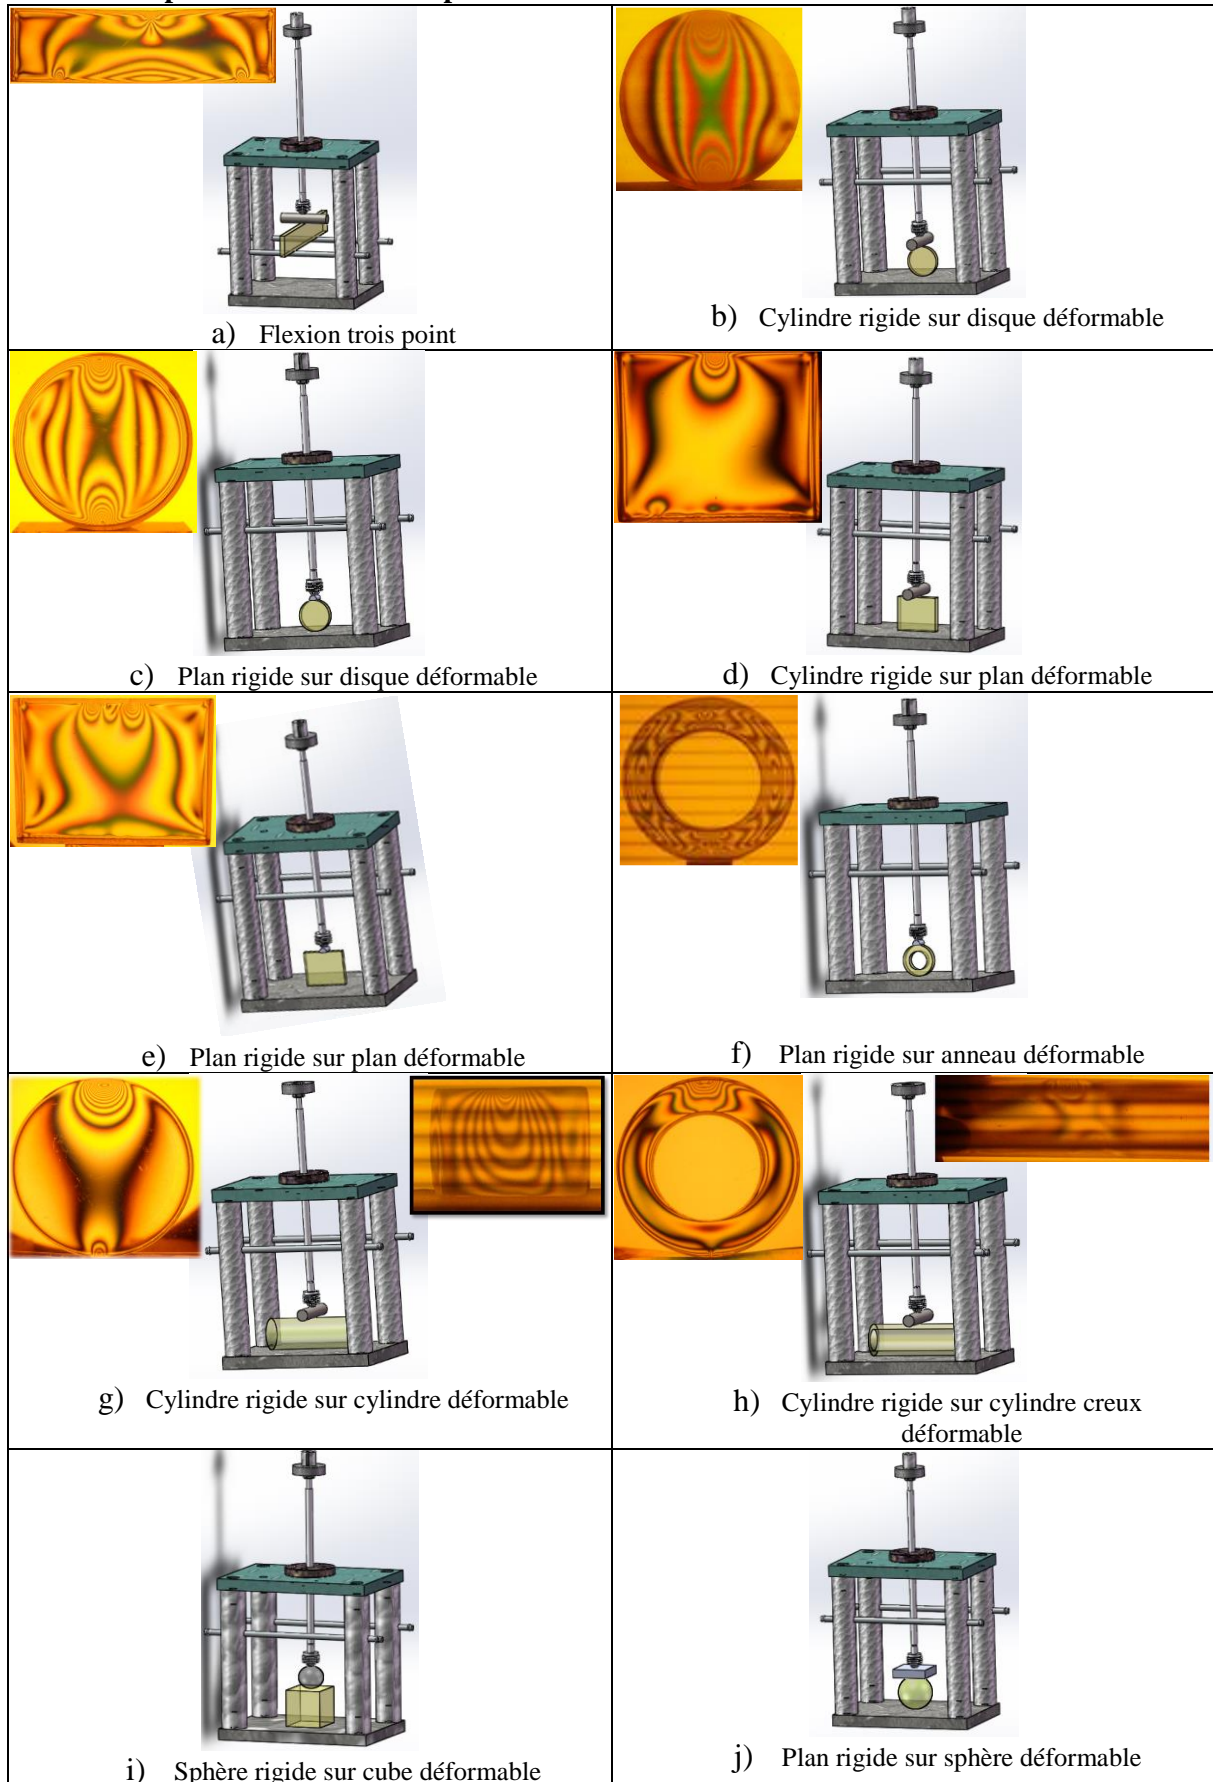 a) Flexion trois point
b) Cylindre rigide sur disque déformable
c) Plan rigide sur disque déformable
d) Cylindre rigide sur plan déformable
e) Plan rigide sur plan déformable
f) Plan rigide sur anneau déformable
g) Cylindre rigide sur cylindre déformable
h) Cylindre rigide sur cylindre creux
déformable
i) Sphère rigide sur cube déformable
j) Plan rigide sur sphère déformable